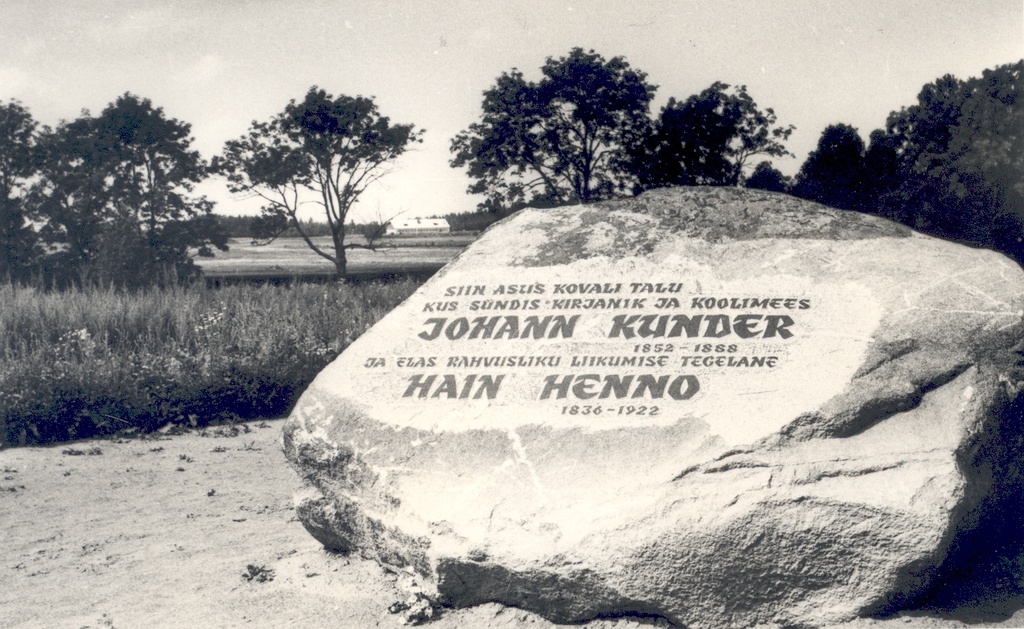 SIIN ASUS KOVALI TALU
KUS SÜNDIS KIRJANIK JA KOOLIMEES
JOHANN KUNDER
1852-1888
JA ELAS RAHVUSLIKU LIIKUMISE TEGELANE
HAIN HENNO
1836-1922